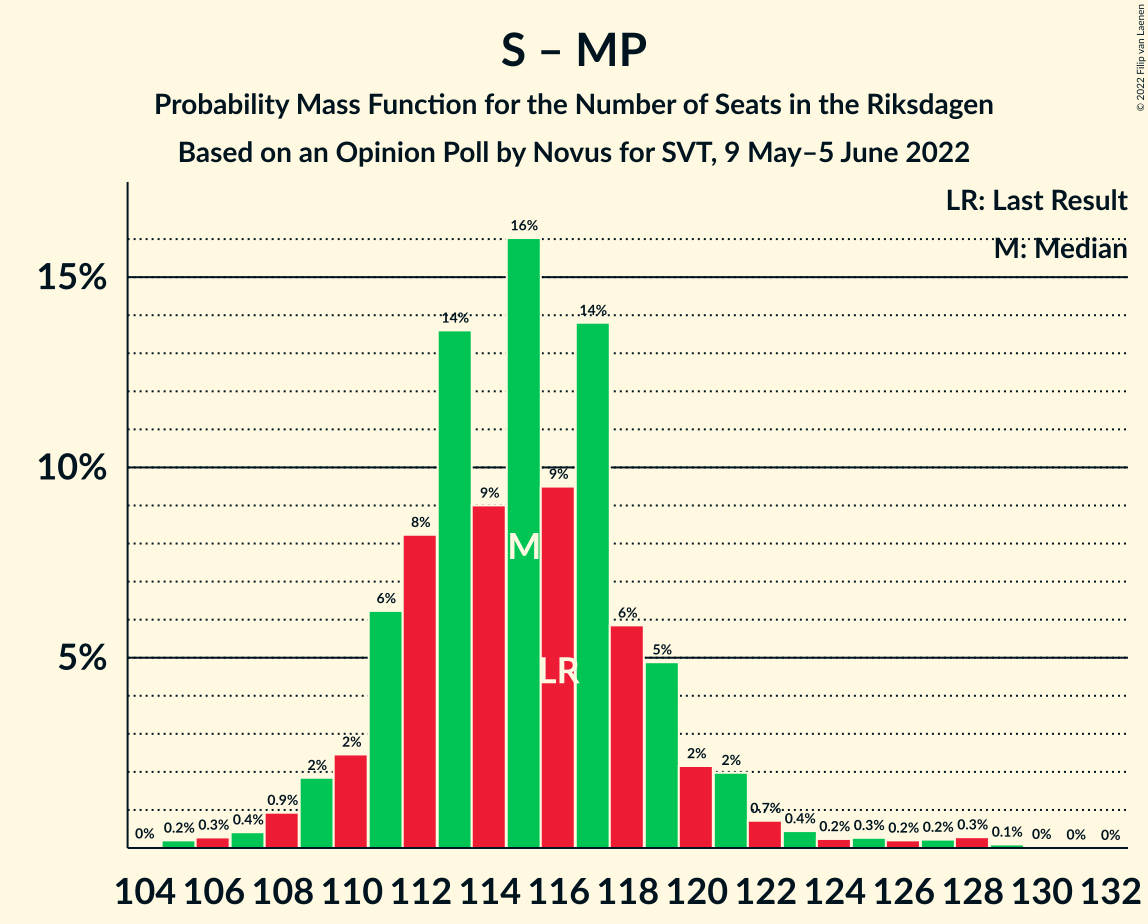 S – MP
Probability Mass Function for the Number of Seats in the Riksdagen
Based on an Opinion Poll by Novus for SVT, 9 May–5 June 2022
© 2022 Filip van Laenen
LR: Last Result
M: Median
15%
10%
5%
0% 0.2% 0.3% 0.4% 0.9% 2% 2% 6% 8% 14% 9% 16% 9% 14% 6% 5% 2% 2% 0.7% 0.4% 0.2% 0.3% 0.2% 0.2% 0.3% 0.1% 0% 0% 0%
M
LR
104 106 108 110 112 114 116 118 120 122 124 126 128 130 132